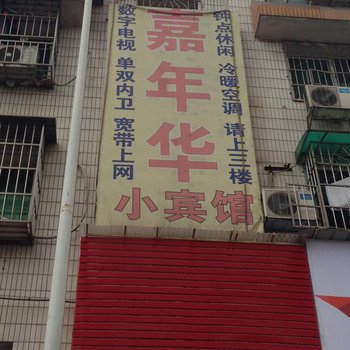 嘉年华
小宾馆
数字电视 单双内卫 宽带上网
钟点休闲 冷暖空调 请上三楼